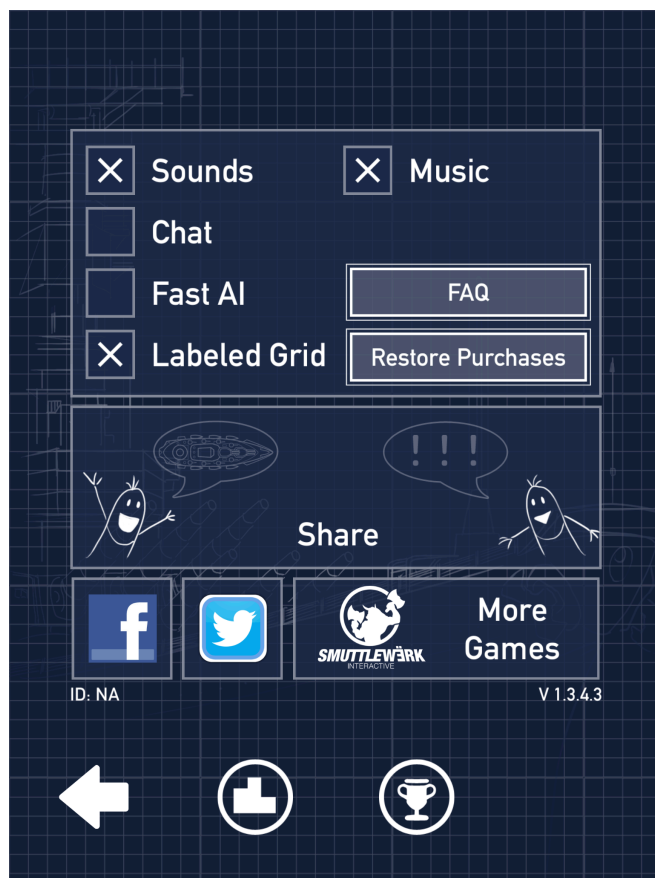 Sounds
Music
Chat
Fast AI
FAQ
Labeled Grid
Restore Purchases
! ! !
Share
SMUTTLEWËRK
INTERACTIVE
More
Games
ID: NA
V 1.3.4.3